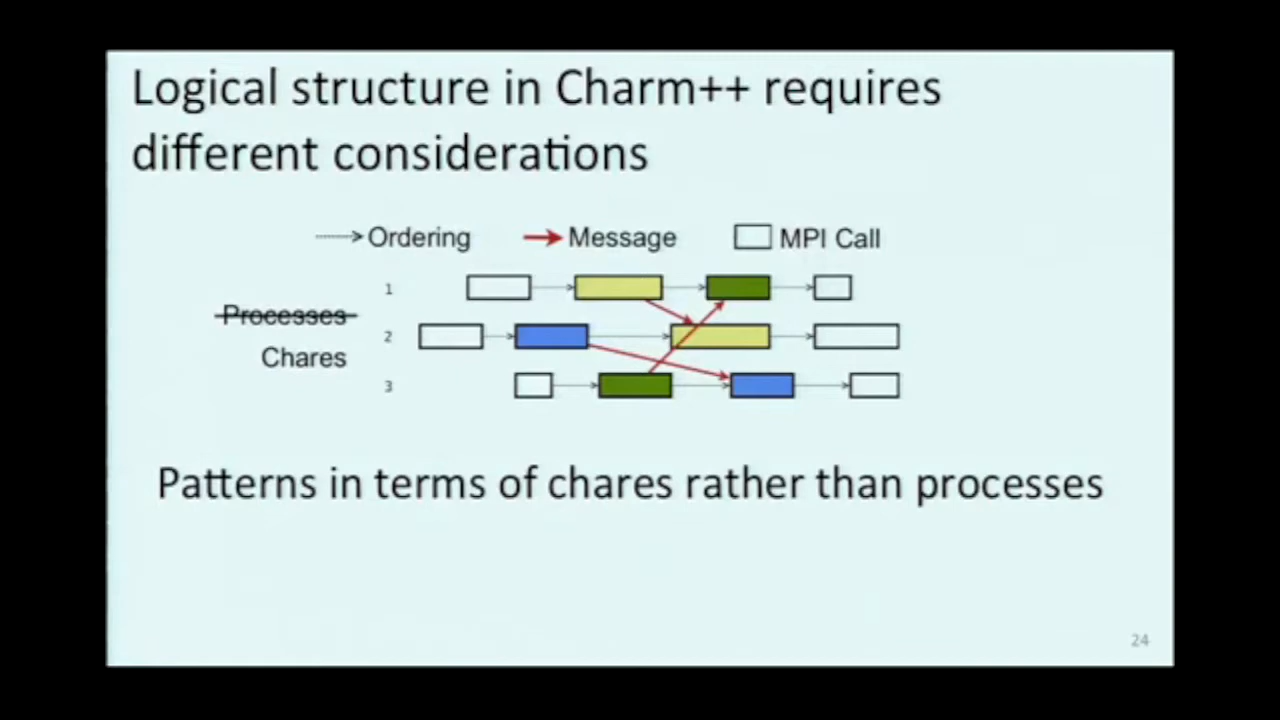 Logical structure in Charm++ requires
different considerations
Ordering Message MPI Call
1
Processes
2
Chares
3
Patterns in terms of chares rather than processes
24